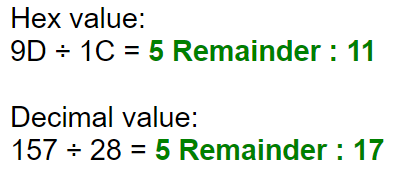 Hex value:
9D ÷ 1C = 5 Remainder : 11
Decimal value:
157 ÷ 28 = 5 Remainder : 17